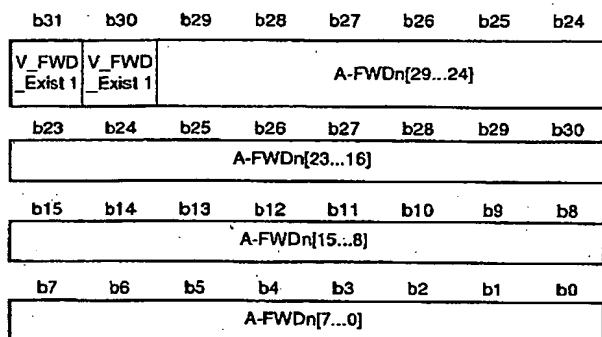 b31 b30 b29 b28 b27 b26 b25 b24
V_FWD _Exist 1 V_FWD _Exist 1 A-FWDn[29...24]
b23 b24 b25 b26 b27 b28 b29 b30
A-FWDn[23...16]
b15 b14 b13 b12 b11 b10 b9 b8
A-FWDn[15...8]
b7 b6 b5 b4 b3 b2 b1 b0
A-FWDn[7...0]